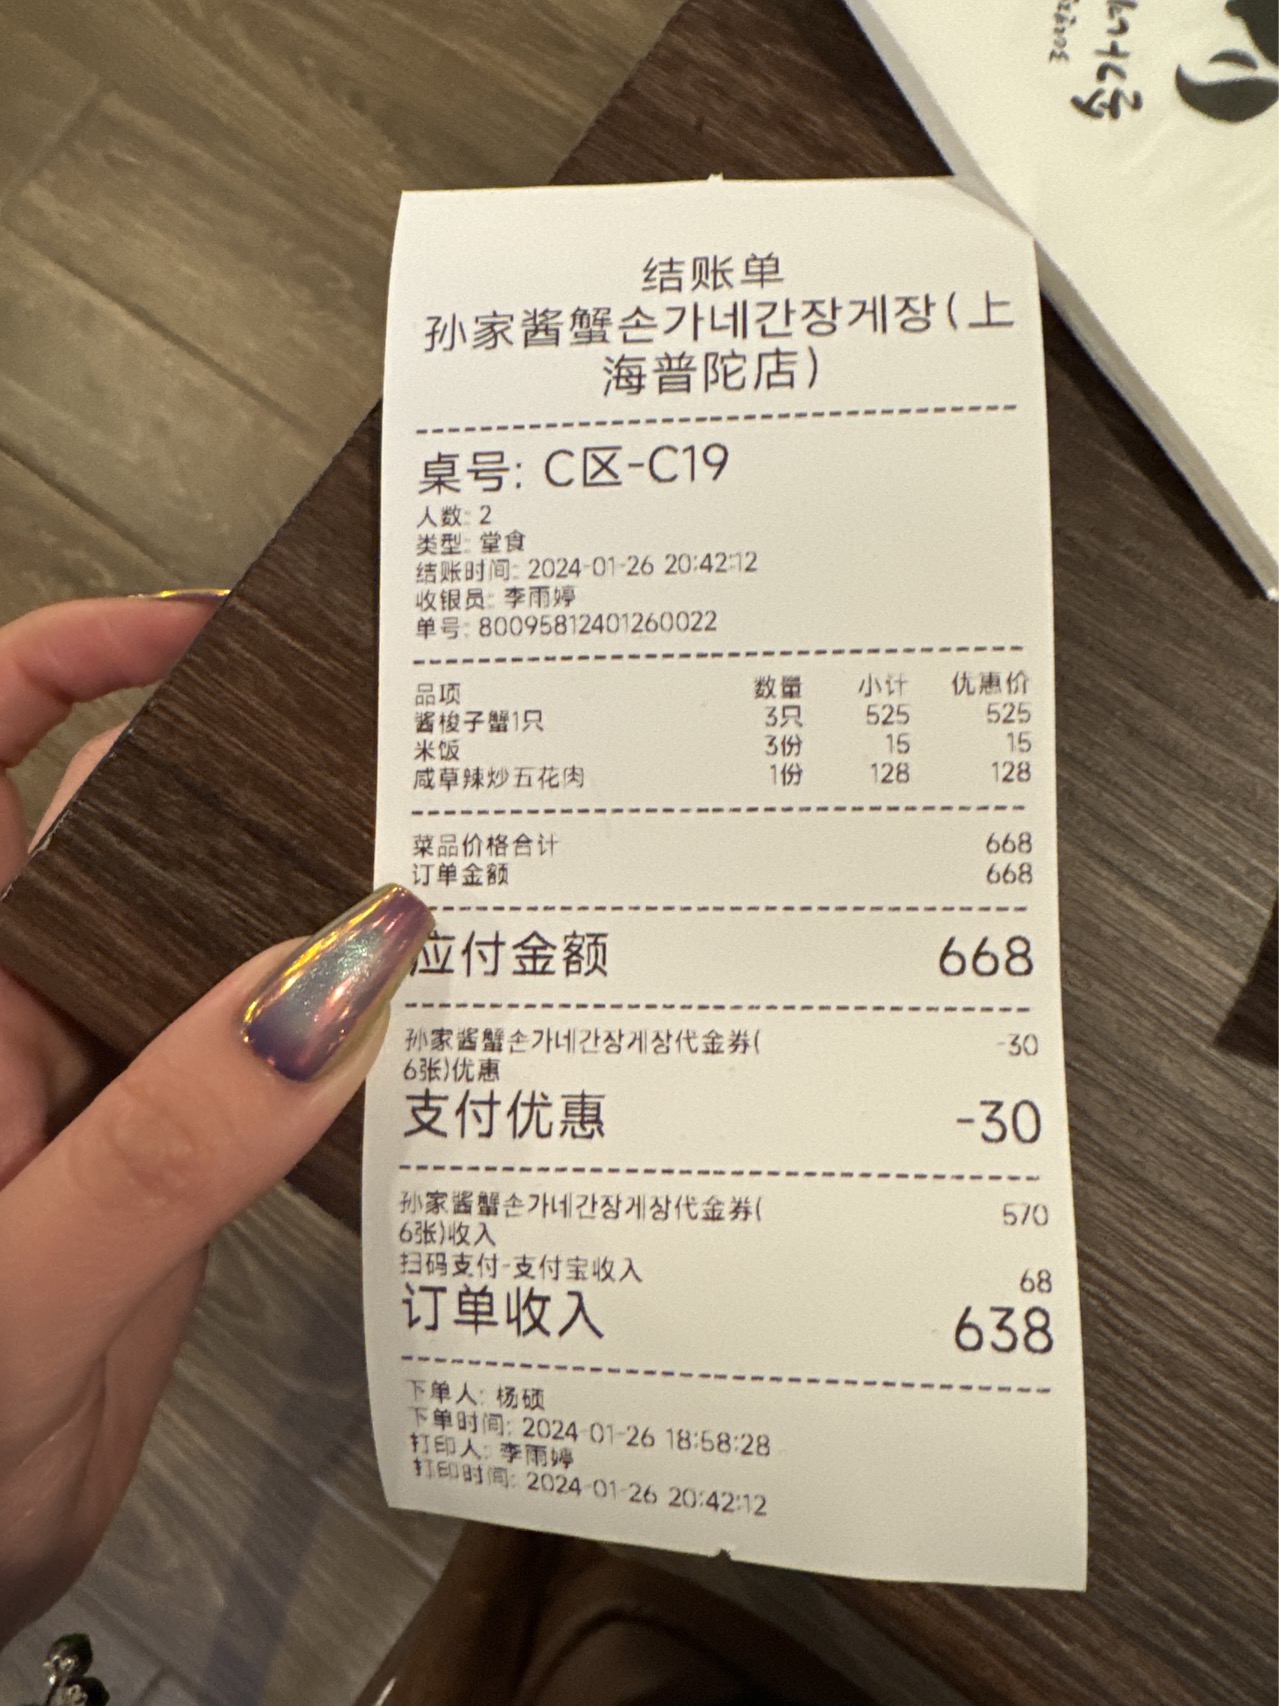 结账单
孙家酱蟹손가네간장게장(上
海普陀店)
桌号: C区-C19
人数: 2
类型: 堂食
结账时间: 2024-01-26 20:42:12
收银员: 李雨婷
单号: 80095812401260022
品项 数量 小计 优惠价
酱梭子蟹1只 3只 525 525
米饭 3份 15 15
咸草辣炒五花肉 1份 128 128
菜品价格合计 668
订单金额 668
应付金额 668
孙家酱蟹손가네간장게장代金券( -30
6张)优惠
支付优惠 -30
孙家酱蟹손가네간장게장代金券( 570
6张)收入
扫码支付-支付宝收入 68
订单收入 638
下单人: 杨硕
下单时间: 2024-01-26 18:58:28
打印人: 李雨婷
打印时间: 2024-01-26 20:42:12